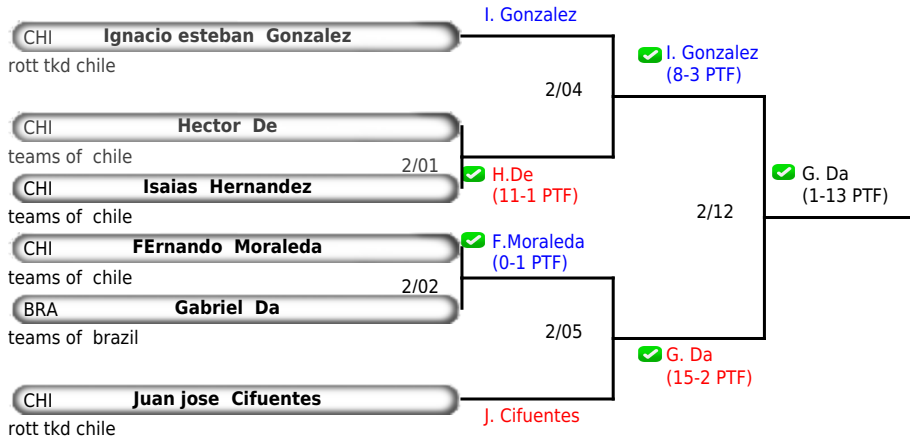 I. Gonzalez
CHI Ignacio esteban Gonzalez
rott tkd chile
I. Gonzalez
(8-3 PTF)
2/04
CHI Hector De
teams of chile
2/01
H.De
(11-1 PTF)
CHI Isaias Hernandez
teams of chile
G. Da
(1-13 PTF)
2/12
CHI FErnando Moraleda
teams of chile
F.Moraleda
(0-1 PTF)
2/02
BRA Gabriel Da
teams of brazil
2/05
G. Da
(15-2 PTF)
CHI Juan jose Cifuentes
rott tkd chile
J. Cifuentes